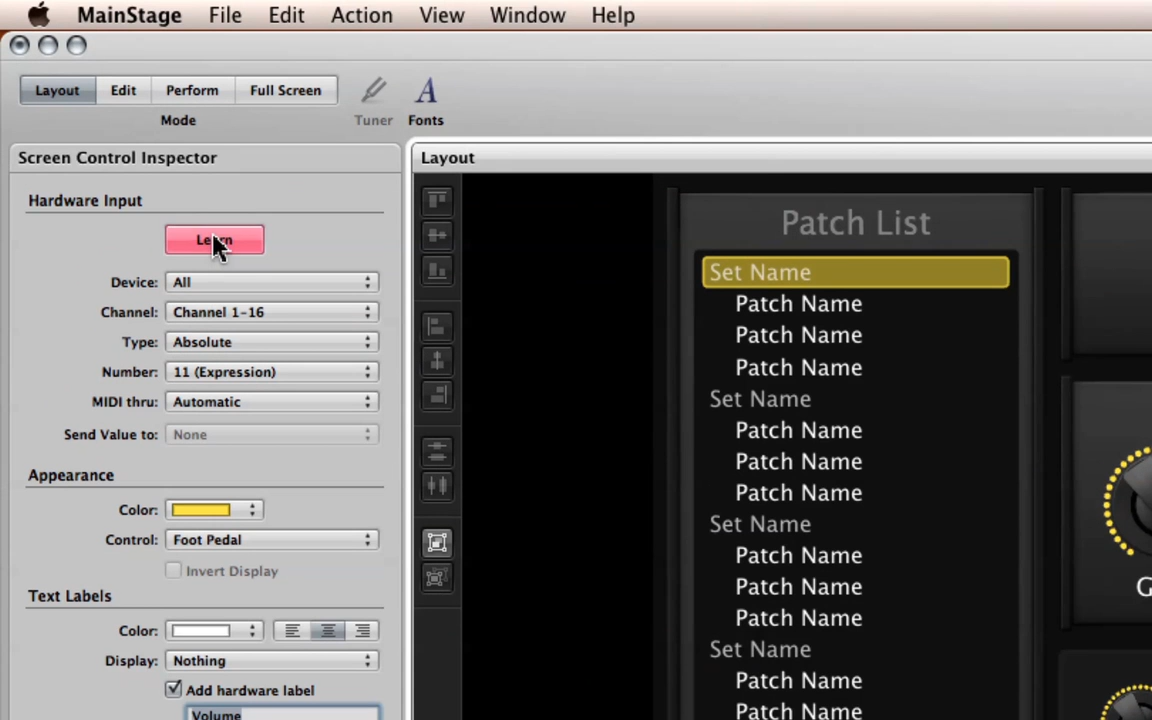 MainStage File Edit Action View Window Help
Layout Edit Perform Full Screen
Mode Tuner Fonts
Screen Control Inspector
Hardware Input
Learn
Device: All
Channel: Channel 1-16
Type: Absolute
Number: 11 (Expression)
MIDI thru: Automatic
Send Value to: None
Appearance
Color:
Control: Foot Pedal
Invert Display
Text Labels
Color:
Display: Nothing
Add hardware label
Volume
Layout
Patch List
Set Name
Patch Name
Patch Name
Patch Name
Set Name
Patch Name
Patch Name
Patch Name
Set Name
Patch Name
Patch Name
Patch Name
Set Name
Patch Name
Patch Name